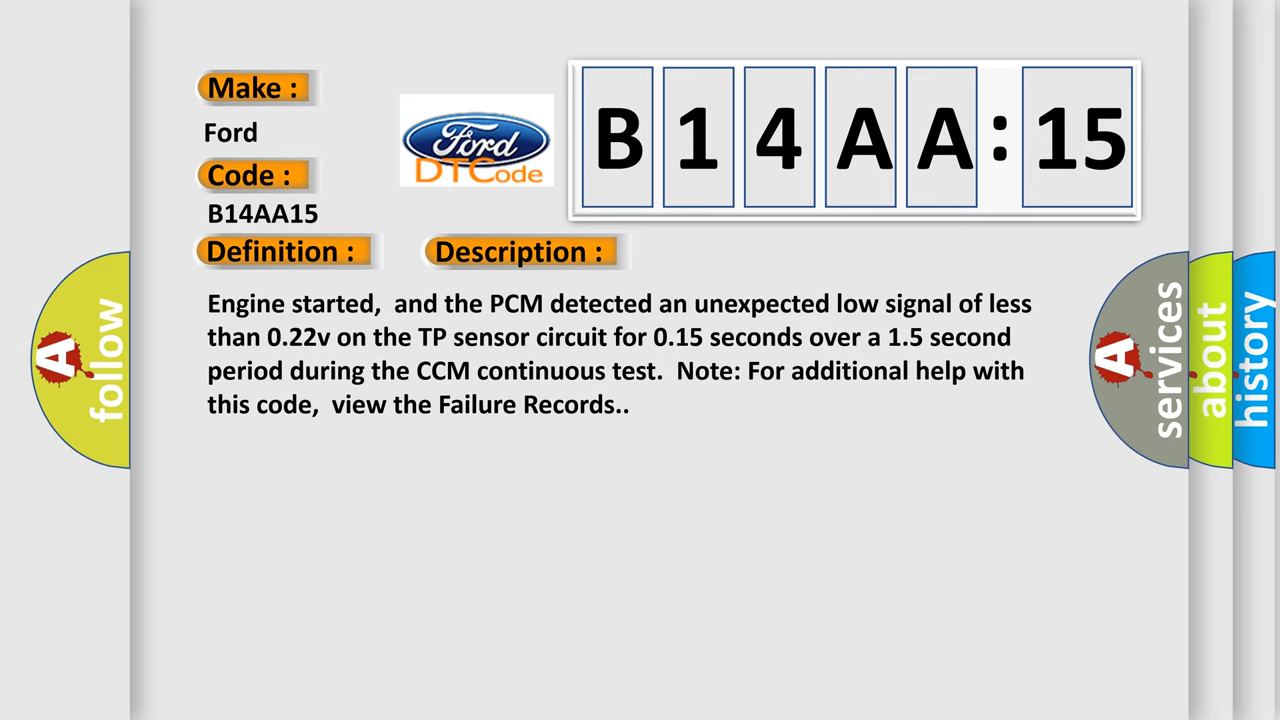 Make :
Ford
Code :
B14AA15
Definition :
Description :
Ford
DTCode
B14AA:15
Engine started,  and the PCM detected an unexpected low signal of less
than 0.22v on the TP sensor circuit for 0.15 seconds over a 1.5 second
period during the CCM continuous test.  Note: For additional help with
this code,  view the Failure Records..
A follow
A services
about
history